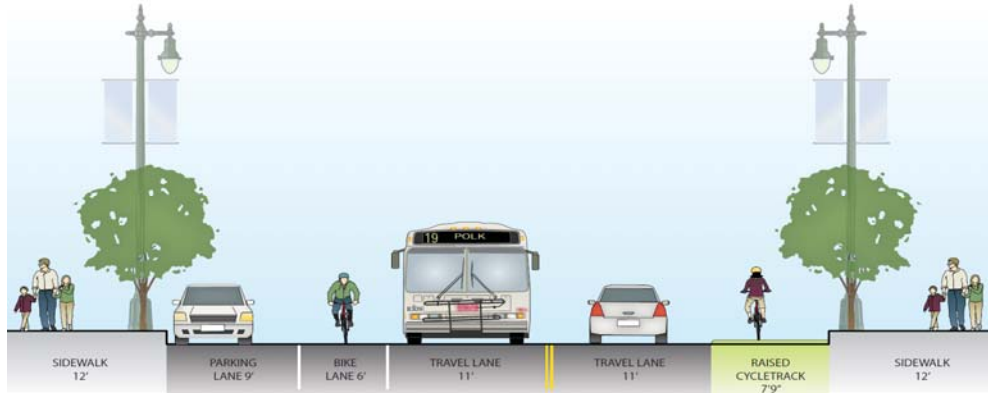 19 POLK
SIDEWALK
12'
PARKING
LANE 9'
BIKE
LANE 6'
TRAVEL LANE
11'
TRAVEL LANE
11'
RAISED
CYCLETRACK
7'9"
SIDEWALK
12'